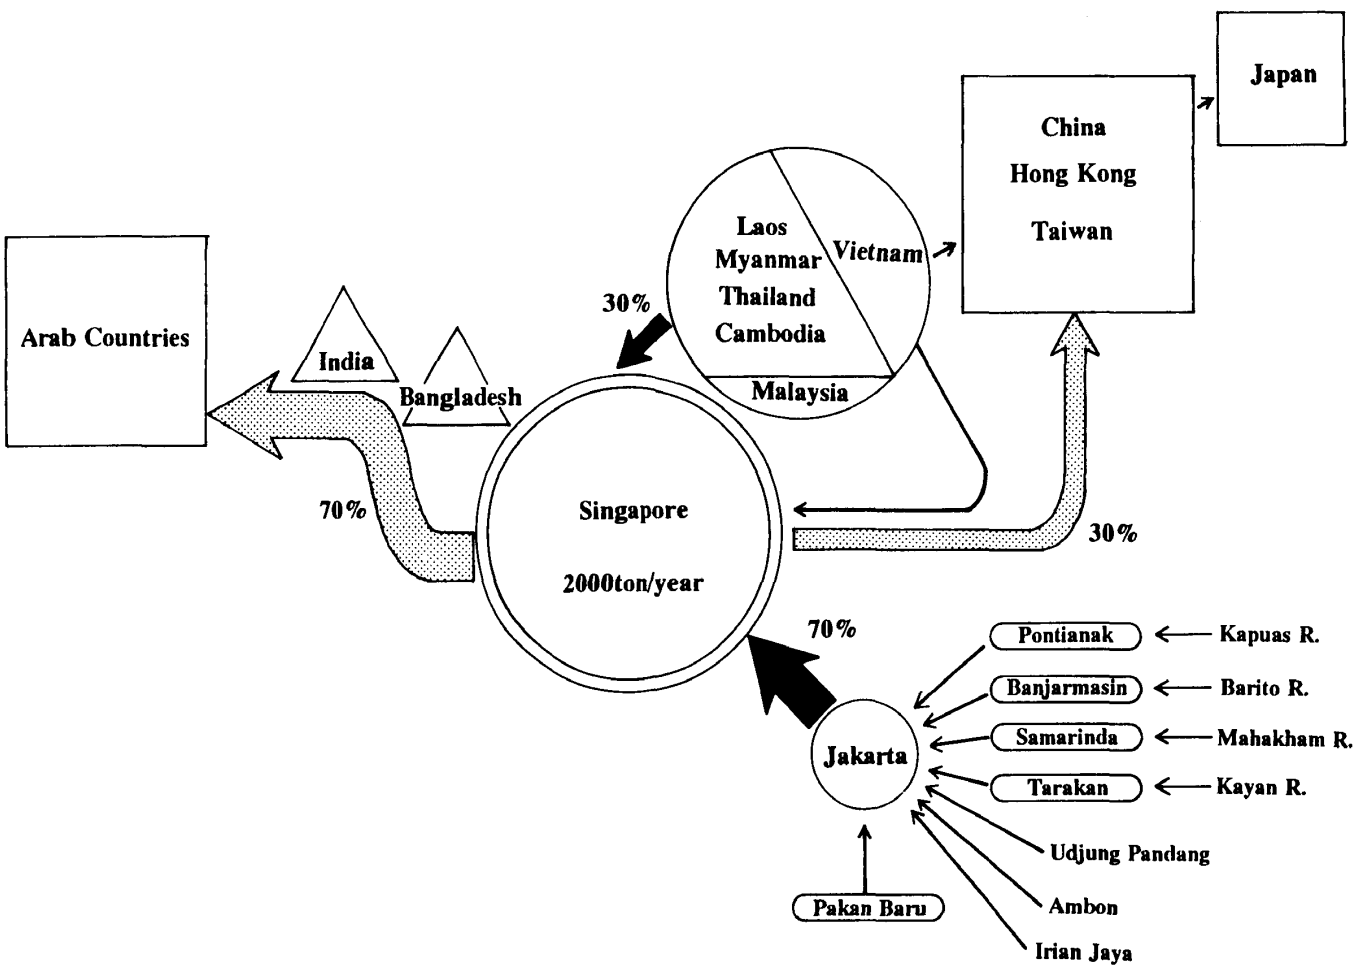 Japan
China
Hong Kong
Taiwan
Laos
Myanmar
Thailand
Cambodia
Vietnam
Malaysia
30%
Arab Countries
India
Bangladesh
70%
Singapore
2000ton/year
30%
70%
Jakarta
Pontianak
Kapuas R.
Banjarmasin
Barito R.
Samarinda
Mahakham R.
Tarakan
Kayan R.
Udjung Pandang
Ambon
Irian Jaya
Pakan Baru